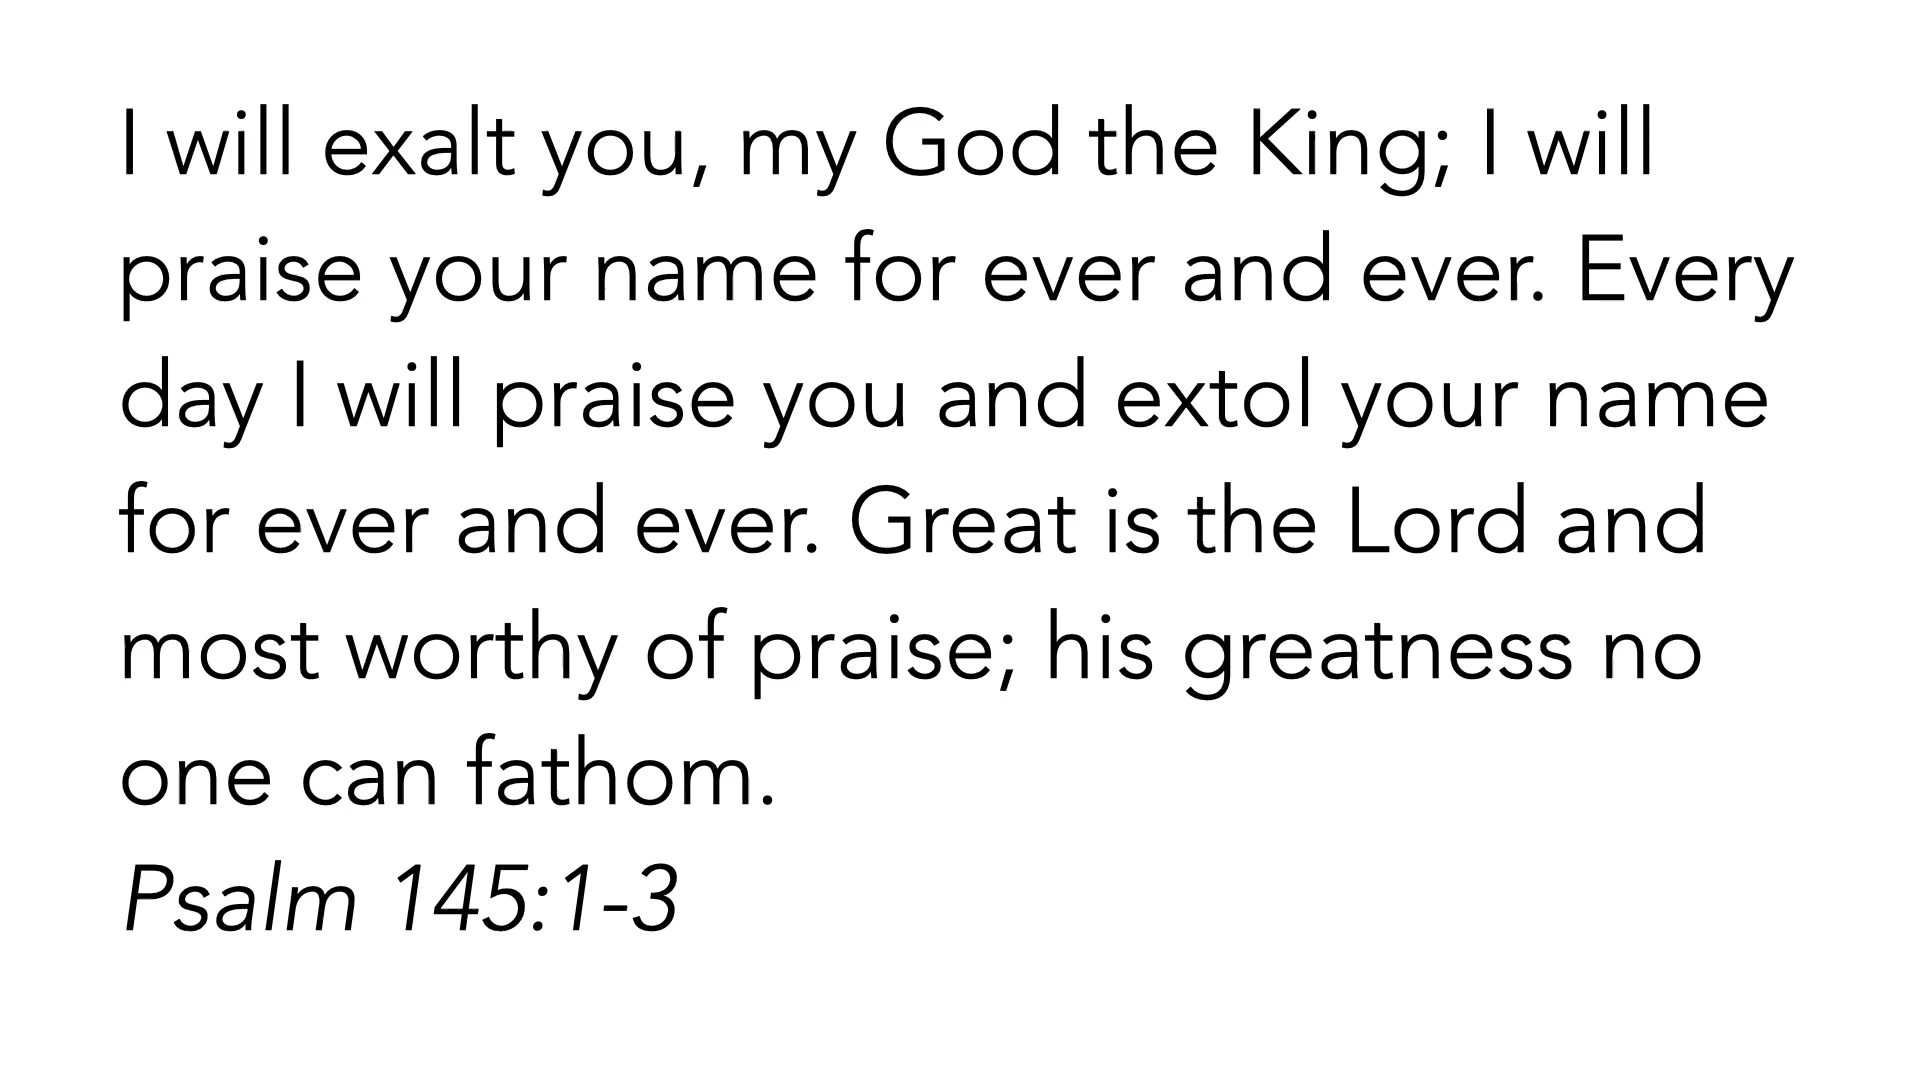 I will exalt you, my God the King; I will
praise your name for ever and ever. Every
day I will praise you and extol your name
for ever and ever. Great is the Lord and
most worthy of praise; his greatness no
one can fathom.
Psalm 145:1-3